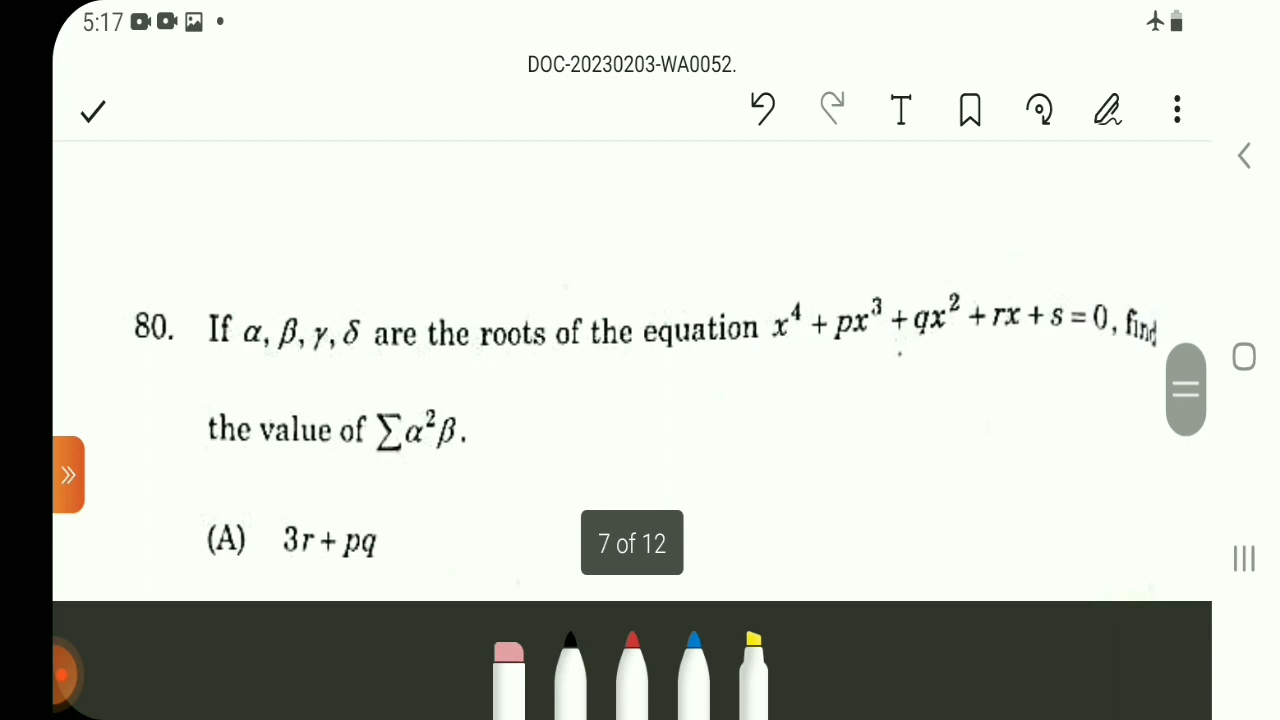 5:17
DOC-20230203-WA0052.
T
80. If α, β, γ, δ are the roots of the equation x⁴ + px³ + qx² + rx + s = 0, find
the value of ∑α²β.
(A) 3r + pq
7 of 12